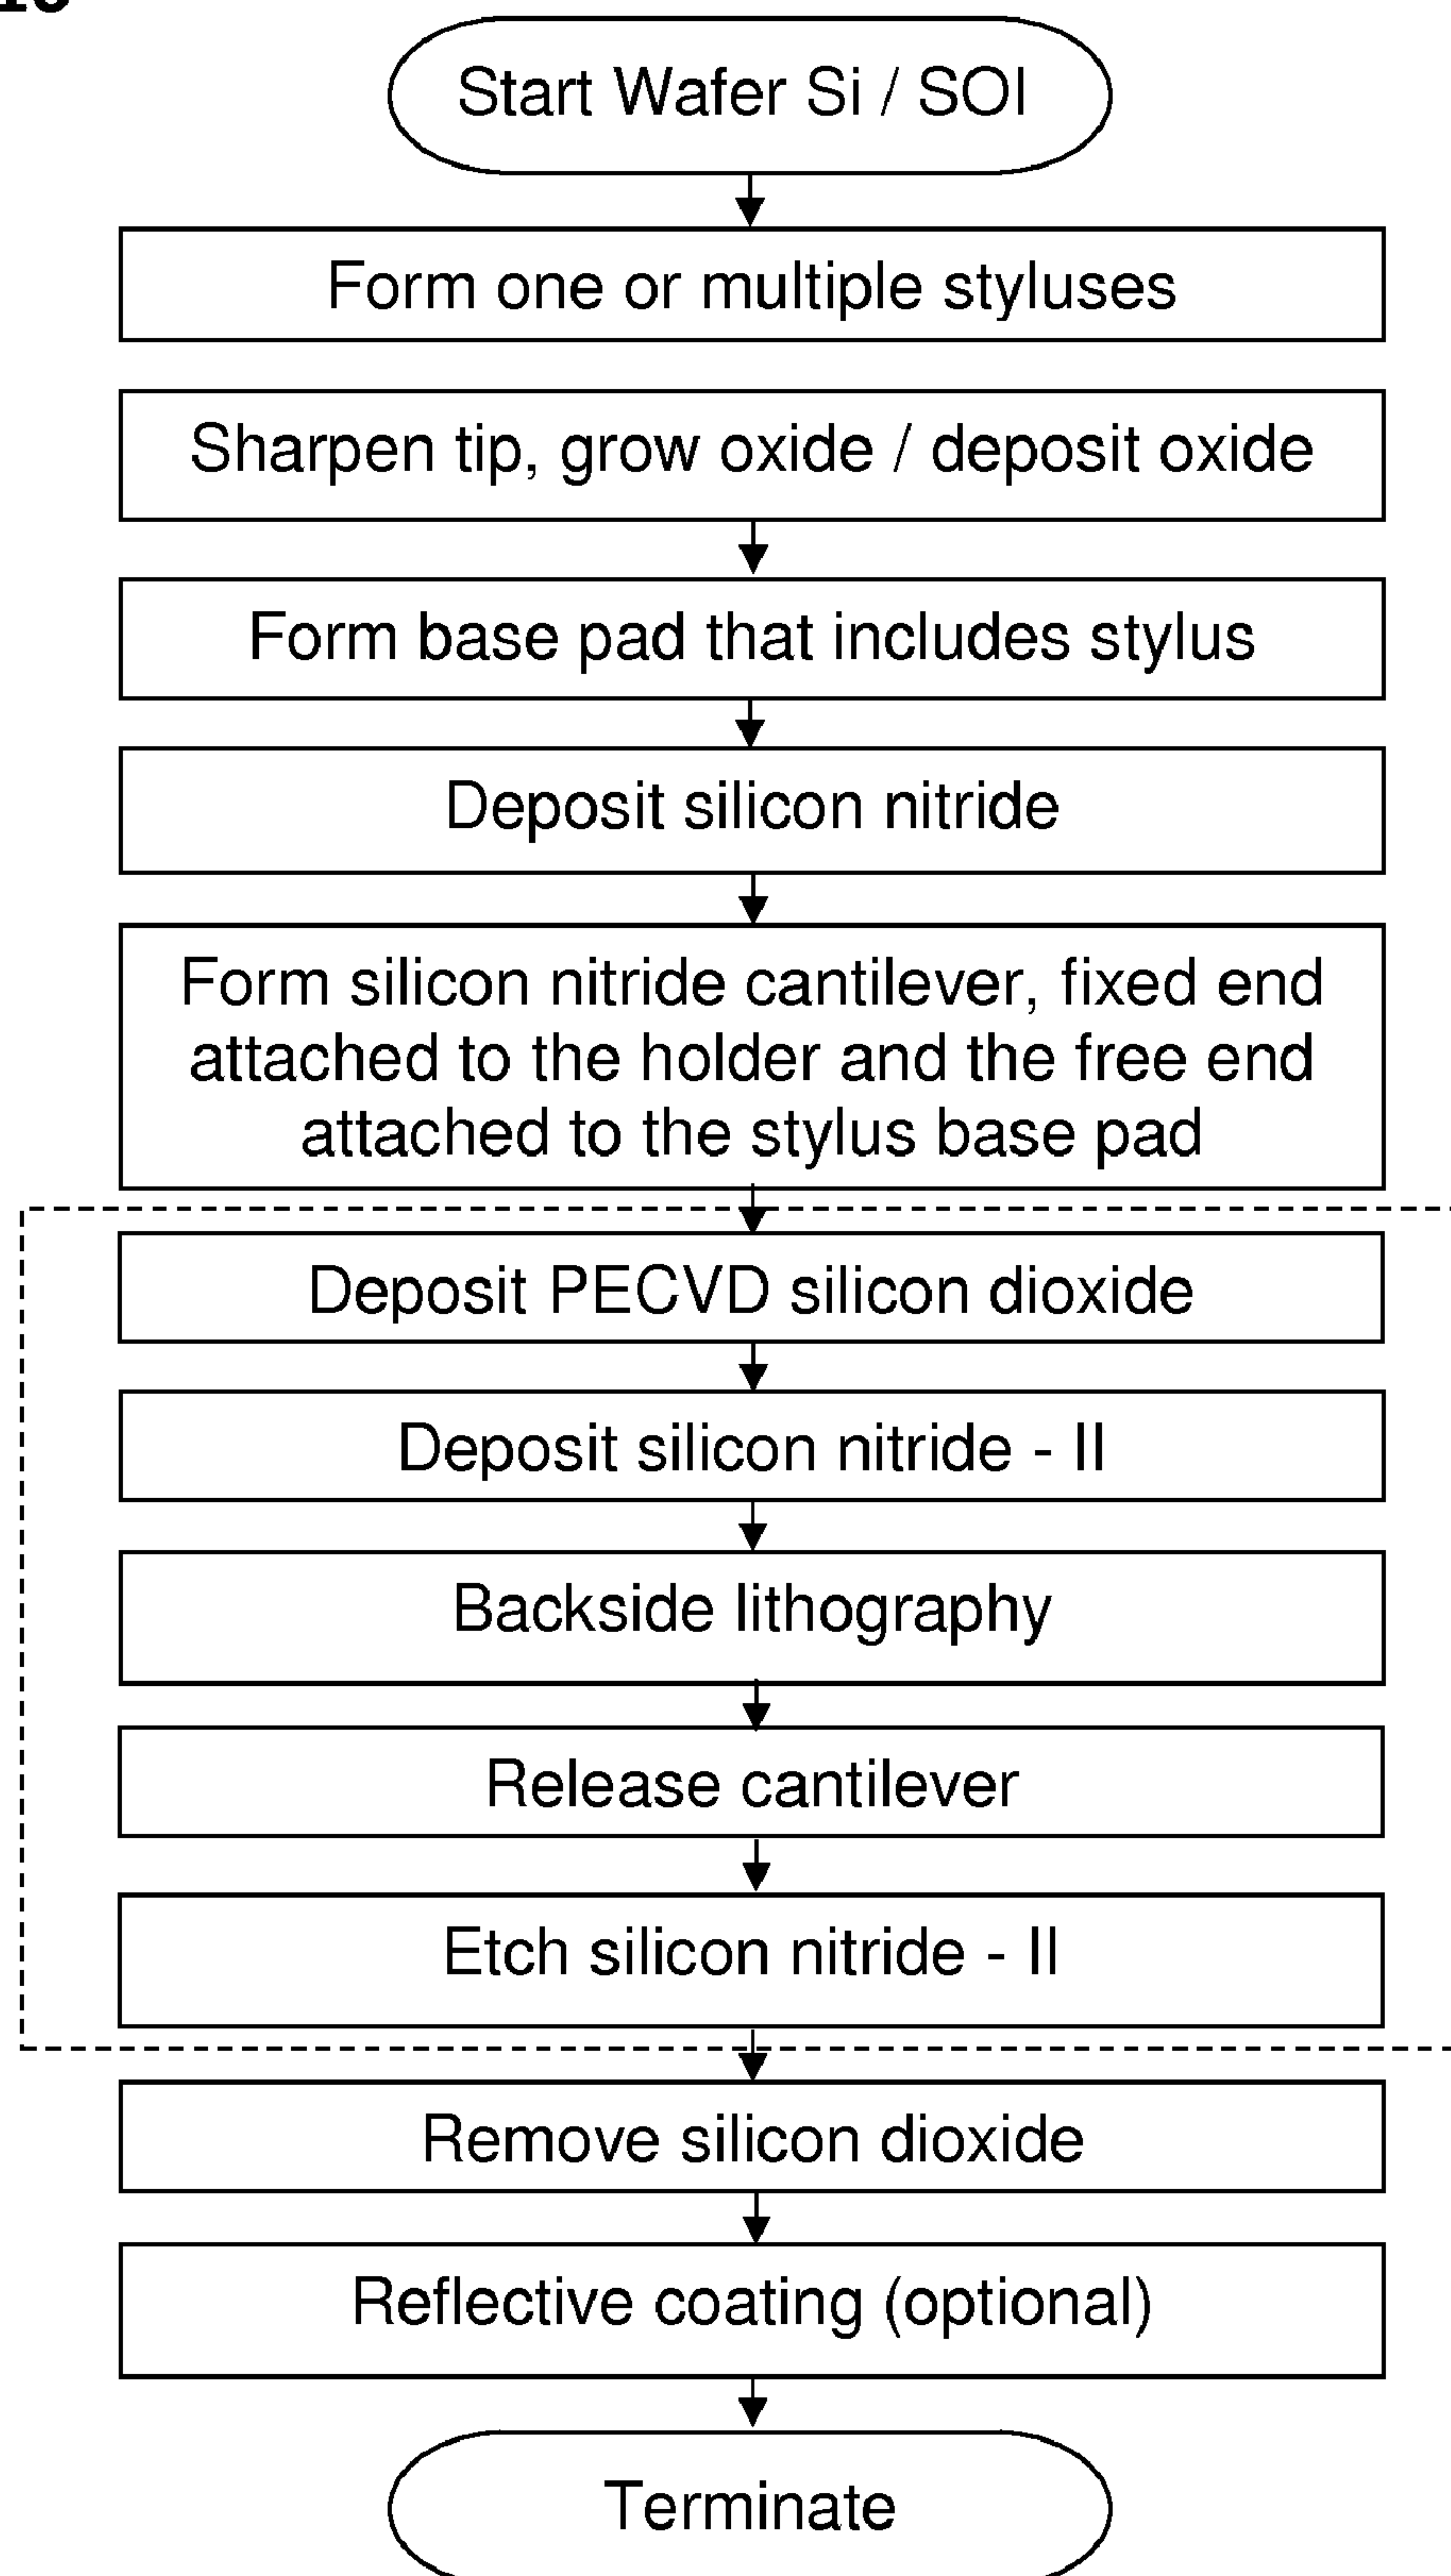 Start Wafer Si / SOI
Form one or multiple styluses
Sharpen tip, grow oxide / deposit oxide
Form base pad that includes stylus
Deposit silicon nitride
Form silicon nitride cantilever, fixed end
attached to the holder and the free end
attached to the stylus base pad
Deposit PECVD silicon dioxide
Deposit silicon nitride - II
Backside lithography
Release cantilever
Etch silicon nitride - II
Remove silicon dioxide
Reflective coating (optional)
Terminate